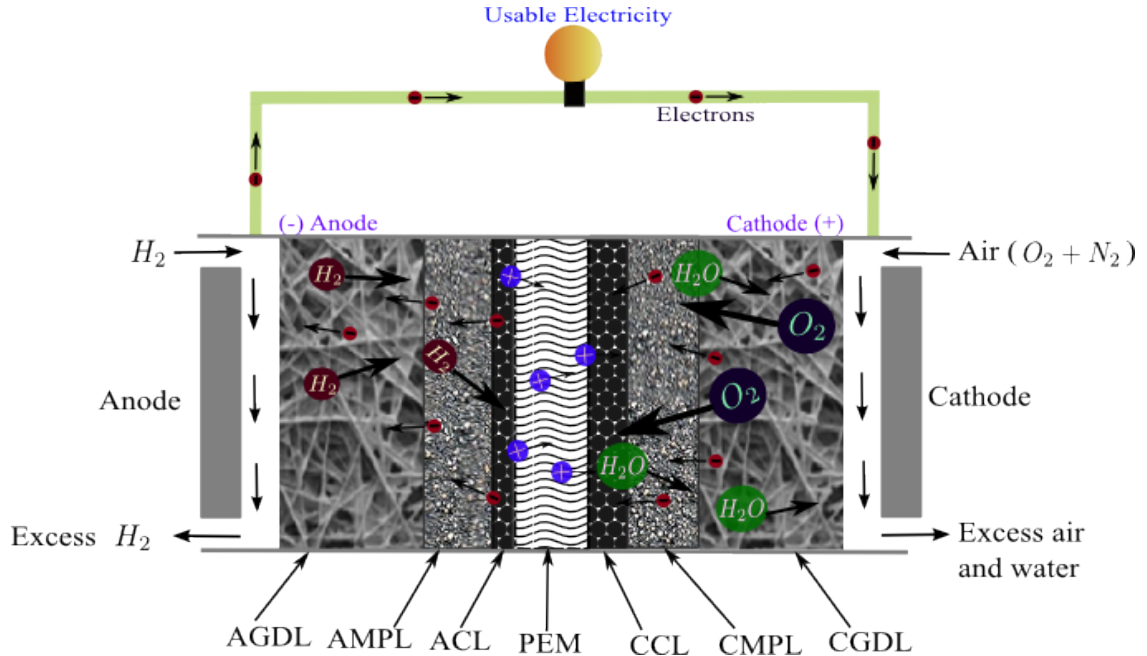 Usable Electricity
Electrons
(-) Anode
Cathode (+)
H₂
Air (O₂ + N₂)
H₂
H₂O
O₂
H₂
H₂
O₂
Anode
Cathode
H₂O
H₂O
Excess H₂
Excess air
and water
AGDL
AMPL
ACL
PEM
CCL
CMPL
CGDL